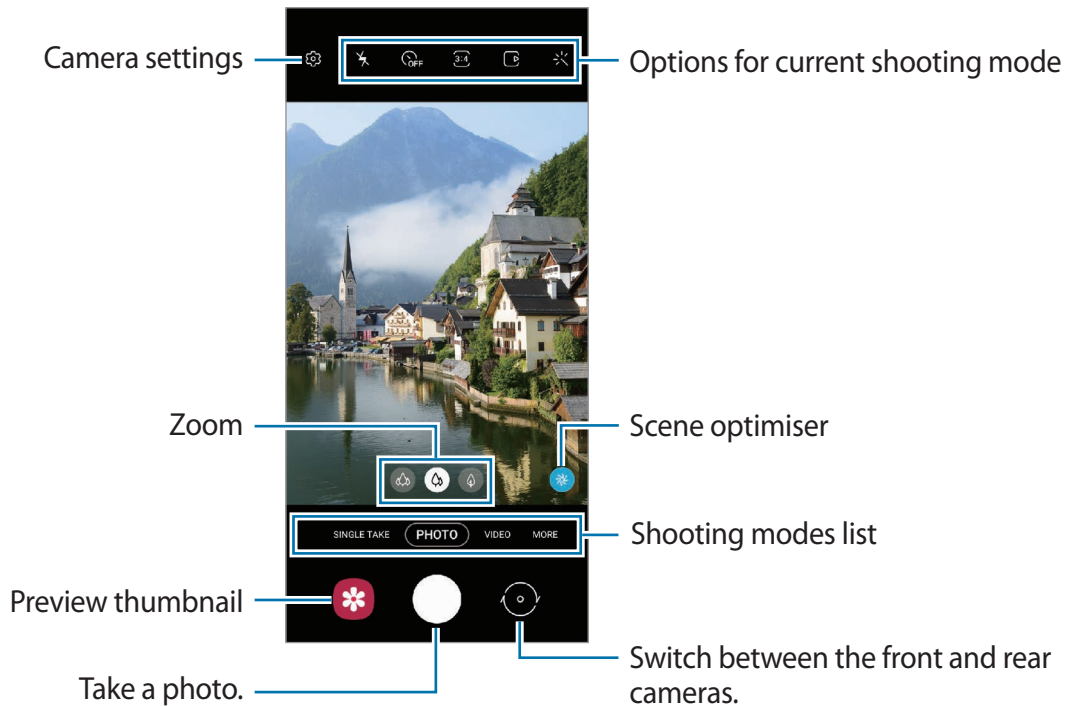 Camera settings
OFF
3:4
Options for current shooting mode
Zoom
Scene optimiser
SINGLE TAKE PHOTO VIDEO MORE
Shooting modes list
Preview thumbnail
Take a photo.
Switch between the front and rear
cameras.